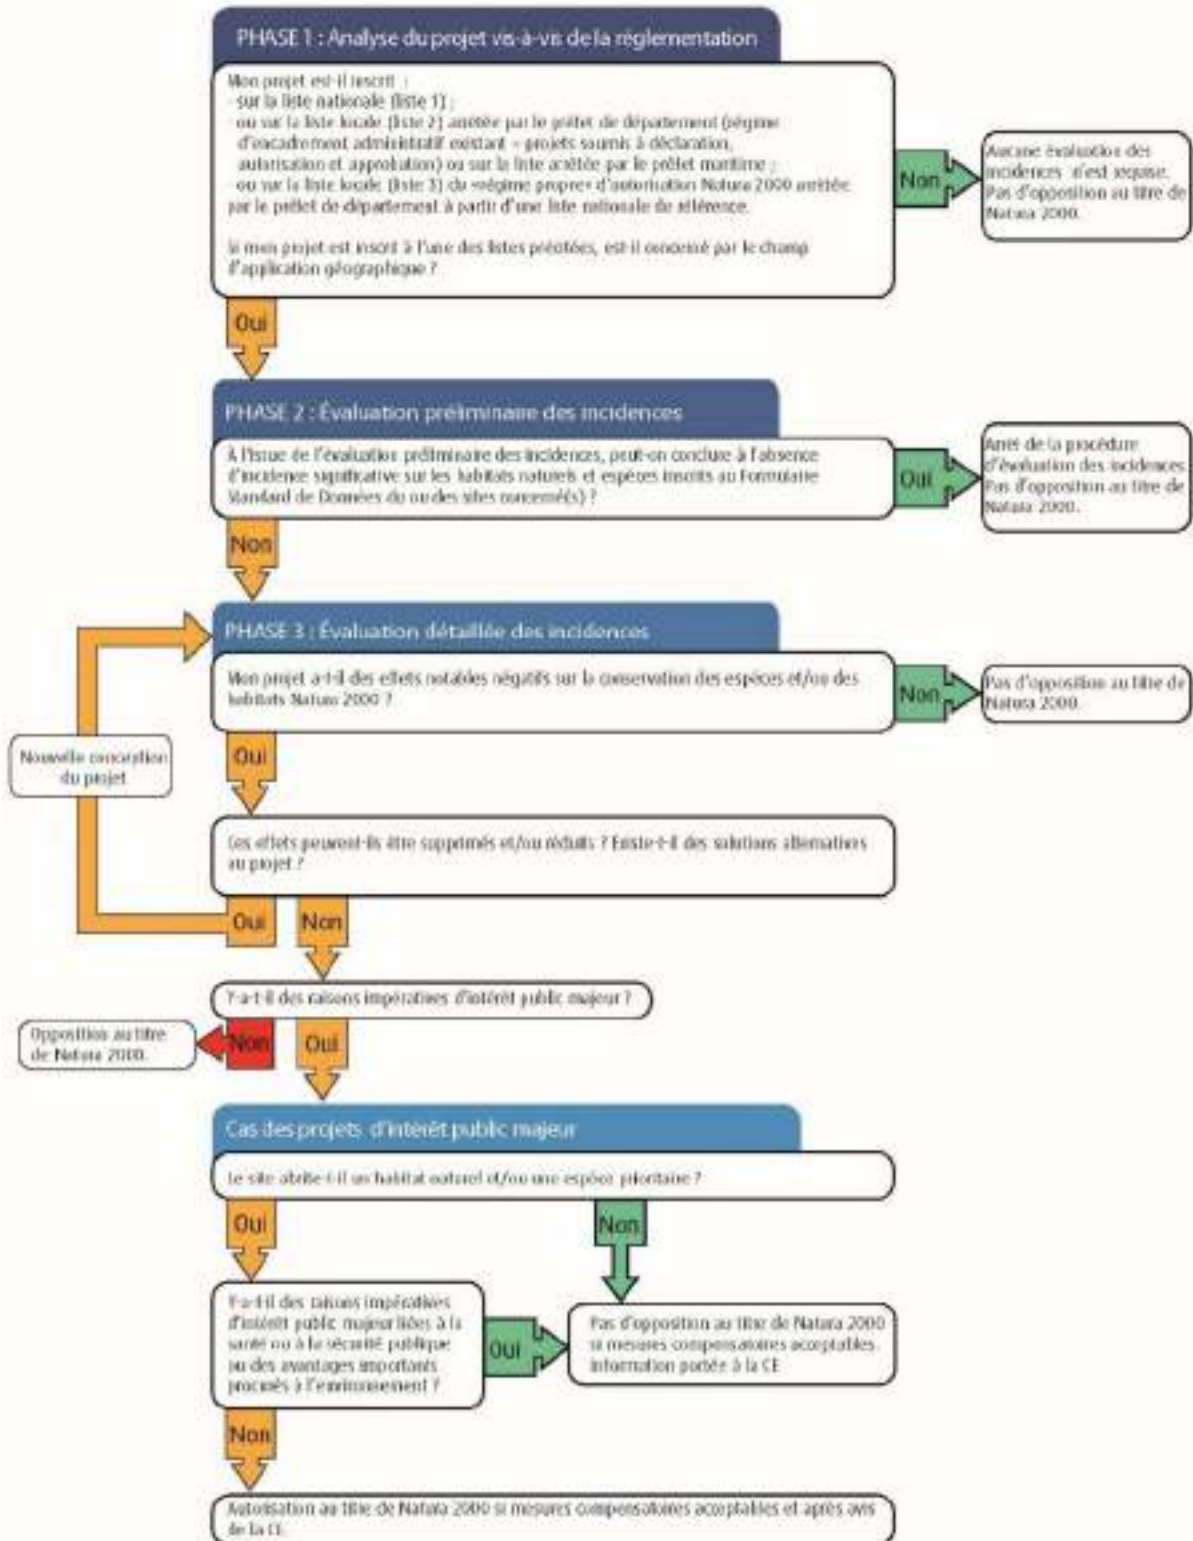 PHASE 1 : Analyse du projet vis-à-vis de la réglementation
Mon projet est-il inscrit :
- sur la liste nationale (liste 1) ;
- ou sur la liste locale (liste 2) arrêtée par le préfet de département (régime
d'encadrement administratif existant - projets soumis à déclaration,
autorisation et approbation) ou sur la liste arrêtée par le préfet maritime ;
- ou sur la liste locale (liste 3) du «régime propre» d'autorisation Natura 2000 arrêtée
par le préfet de département à partir d'une liste nationale de référence.
Si mon projet est inscrit à l'une des listes précitées, est-il concerné par le champ
d'application géographique ?
Non
Aucune évaluation des
incidences n'est requise.
Pas d'opposition au titre de
Natura 2000.
Oui
PHASE 2 : Évaluation préliminaire des incidences
A l'issue de l'évaluation préliminaire des incidences, peut-on conclure à l'absence
d'incidence significative sur les habitats naturels et espèces inscrits au Formulaire
Standard de Données du ou des sites concerné(s) ?
Oui
Arrêt de la procédure
d'évaluation des incidences.
Pas d'opposition au titre de
Natura 2000.
Non
PHASE 3 : Évaluation détaillée des incidences
Mon projet a-t-il des effets notables négatifs sur la conservation des espèces et/ou des
habitats Natura 2000 ?
Non
Pas d'opposition au titre de
Natura 2000.
Nouvelle conception
du projet
Oui
Ces effets peuvent-ils être supprimés et/ou réduits ? Existe-t-il des solutions alternatives
au projet ?
Oui
Non
Y-a-t-il des raisons impératives d'intérêt public majeur ?
Opposition au titre
de Natura 2000.
Non
Oui
Cas des projets d'intérêt public majeur
Le site abrite-t-il un habitat naturel et/ou une espèce prioritaire ?
Oui
Non
Y-a-t-il des raisons impératives
d'intérêt public majeur liées à la
santé ou à la sécurité publique
ou des avantages importants
procurés à l'environnement ?
Oui
Pas d'opposition au titre de Natura 2000
si mesures compensatoires acceptables.
Information portée à la CE
Non
Autorisation au titre de Natura 2000 si mesures compensatoires acceptables et après avis
de la CE.